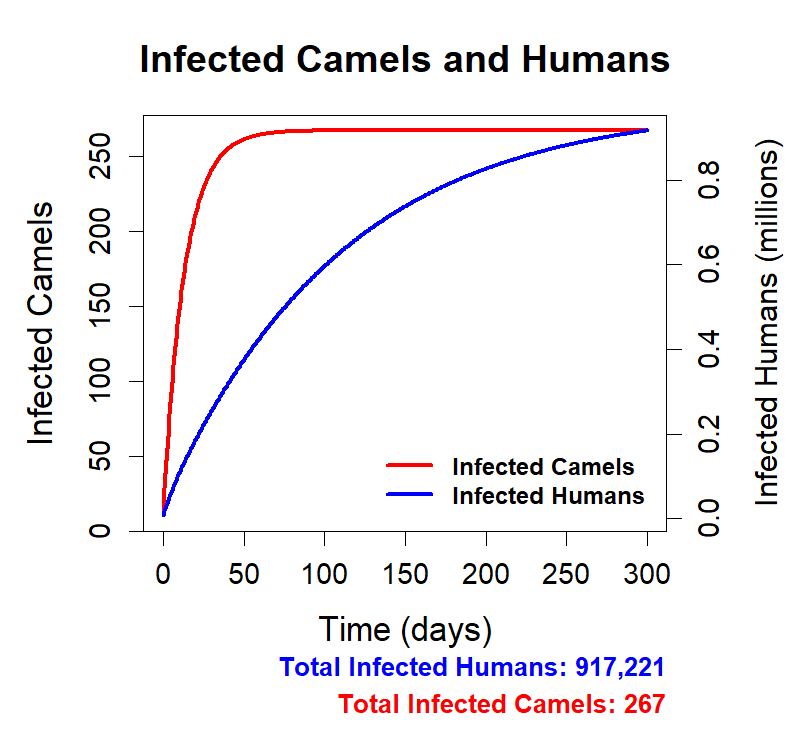 Infected Camels and Humans
Infected Camels
0
50
100
150
200
250
Infected Humans (millions)
0.0
0.2
0.4
0.6
0.8
Infected Camels
Infected Humans
0 50 100 150 200 250 300
Time (days)
Total Infected Humans: 917,221
Total Infected Camels: 267